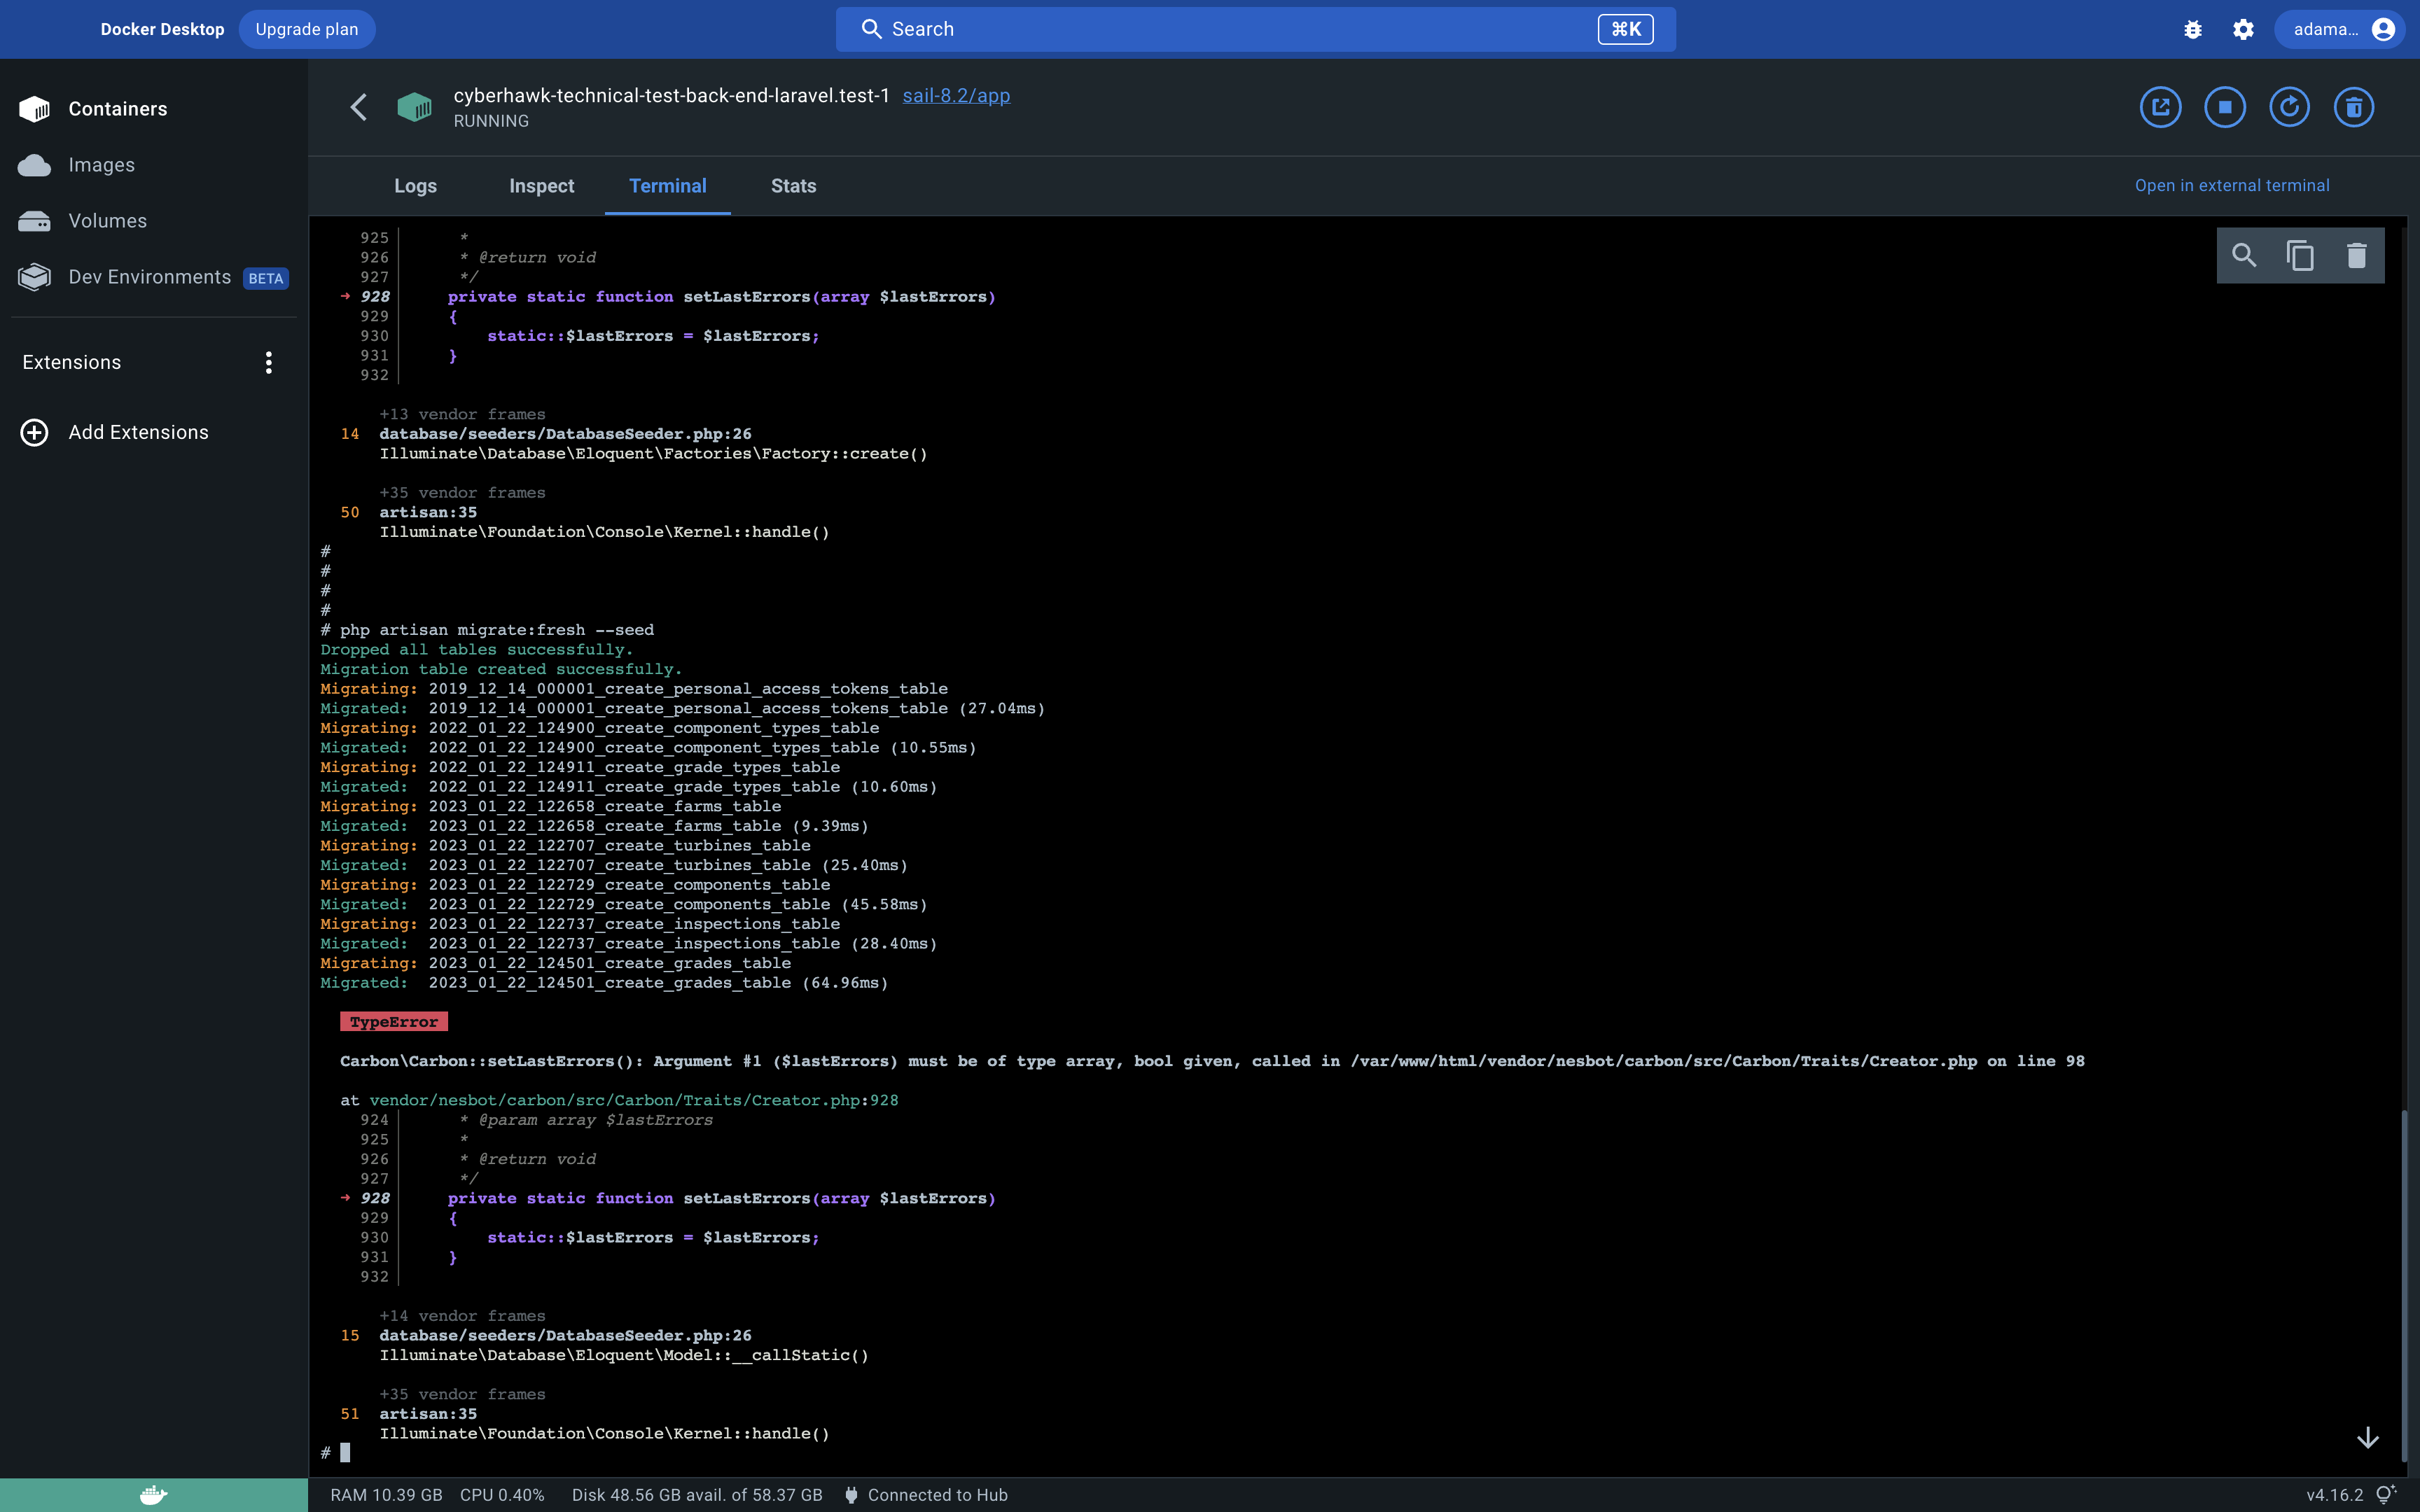 Docker Desktop Upgrade plan Search ⌘K adama...
Containers
Images
Volumes
Dev Environments BETA
Extensions
Add Extensions
cyberhawk-technical-test-back-end-laravel.test-1 sail-8.2/app
RUNNING
Logs Inspect Terminal Stats Open in external terminal
925 *
926 * @return void
927 */
➜ 928 private static function setLastErrors(array $lastErrors)
929 {
930 static::$lastErrors = $lastErrors;
931 }
932
+13 vendor frames
14 database/seeders/DatabaseSeeder.php:26
Illuminate\Database\Eloquent\Factories\Factory::create()
+35 vendor frames
50 artisan:35
Illuminate\Foundation\Console\Kernel::handle()
#
#
#
#
# php artisan migrate:fresh --seed
Dropped all tables successfully.
Migration table created successfully.
Migrating: 2019_12_14_000001_create_personal_access_tokens_table
Migrated: 2019_12_14_000001_create_personal_access_tokens_table (27.04ms)
Migrating: 2022_01_22_124900_create_component_types_table
Migrated: 2022_01_22_124900_create_component_types_table (10.55ms)
Migrating: 2022_01_22_124911_create_grade_types_table
Migrated: 2022_01_22_124911_create_grade_types_table (10.60ms)
Migrating: 2023_01_22_122658_create_farms_table
Migrated: 2023_01_22_122658_create_farms_table (9.39ms)
Migrating: 2023_01_22_122707_create_turbines_table
Migrated: 2023_01_22_122707_create_turbines_table (25.40ms)
Migrating: 2023_01_22_122729_create_components_table
Migrated: 2023_01_22_122729_create_components_table (45.58ms)
Migrating: 2023_01_22_122737_create_inspections_table
Migrated: 2023_01_22_122737_create_inspections_table (28.40ms)
Migrating: 2023_01_22_124501_create_grades_table
Migrated: 2023_01_22_124501_create_grades_table (64.96ms)
TypeError
Carbon\Carbon::setLastErrors(): Argument #1 ($lastErrors) must be of type array, bool given, called in /var/www/html/vendor/nesbot/carbon/src/Carbon/Traits/Creator.php on line 98
at vendor/nesbot/carbon/src/Carbon/Traits/Creator.php:928
924 * @param array $lastErrors
925 *
926 * @return void
927 */
➜ 928 private static function setLastErrors(array $lastErrors)
929 {
930 static::$lastErrors = $lastErrors;
931 }
932
+14 vendor frames
15 database/seeders/DatabaseSeeder.php:26
Illuminate\Database\Eloquent\Model::__callStatic()
+35 vendor frames
51 artisan:35
Illuminate\Foundation\Console\Kernel::handle()
#
RAM 10.39 GB CPU 0.40% Disk 48.56 GB avail. of 58.37 GB Connected to Hub v4.16.2